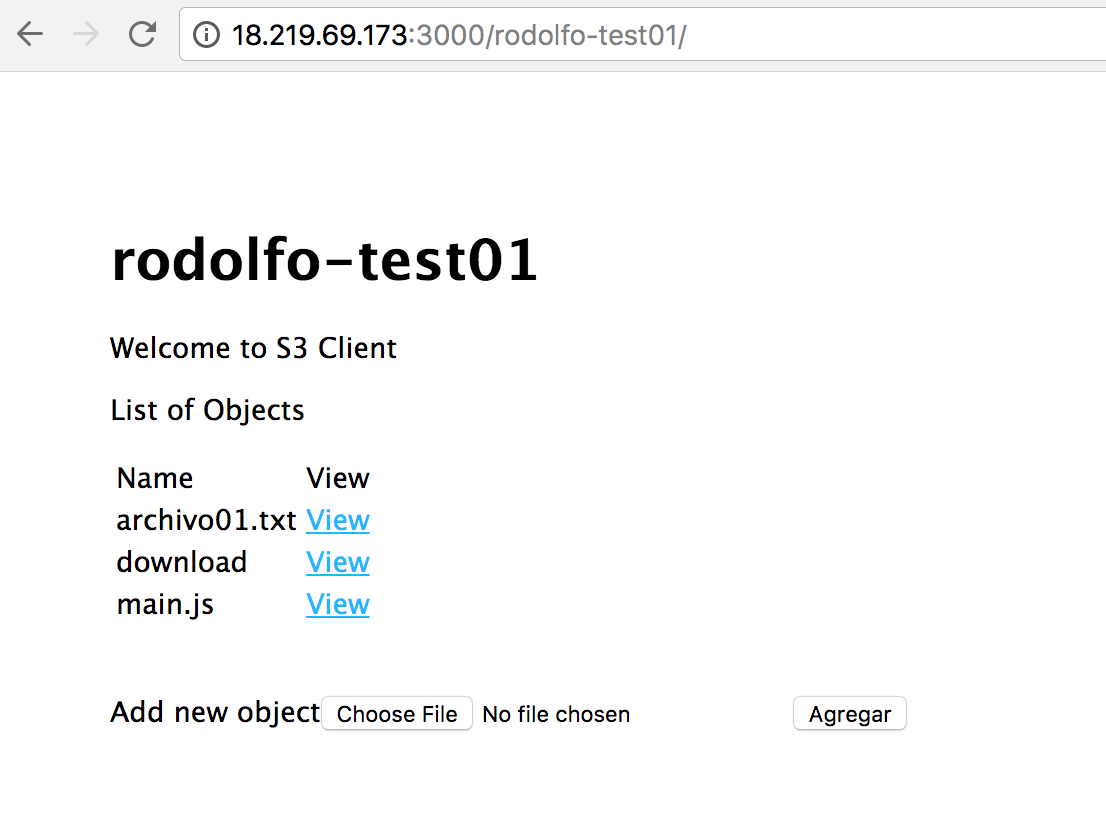 18.219.69.173:3000/rodolfo-test01/
rodolfo-test01
Welcome to S3 Client
List of Objects
Name View
archivo01.txt View
download View
main.js View
Add new object Choose File No file chosen Agregar